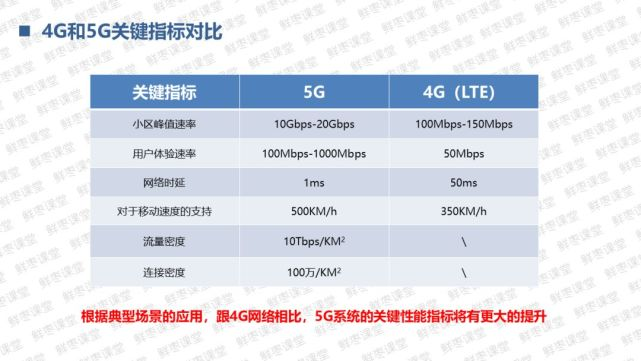 4G和5G关键指标对比
关键指标 5G 4G（LTE）
小区峰值速率 10Gbps-20Gbps 100Mbps-150Mbps
用户体验速率 100Mbps-1000Mbps 50Mbps
网络时延 1ms 50ms
对于移动速度的支持 500KM/h 350KM/h
流量密度 10Tbps/KM² \
连接密度 100万/KM² \
根据典型场景的应用，跟4G网络相比，5G系统的关键性能指标将有更大的提升
鲜枣课堂